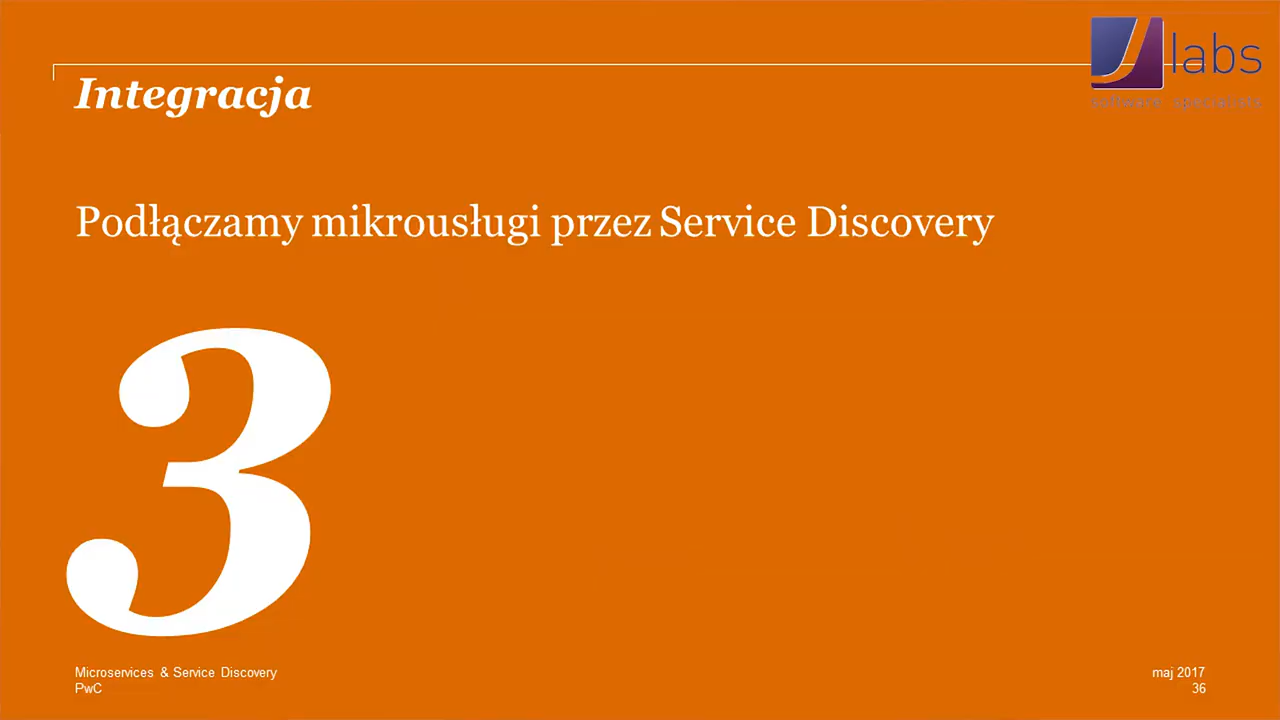 Integracja
labs
software specialists
Podłączamy mikrousługi przez Service Discovery
3
Microservices & Service Discovery
PwC
maj 2017
36